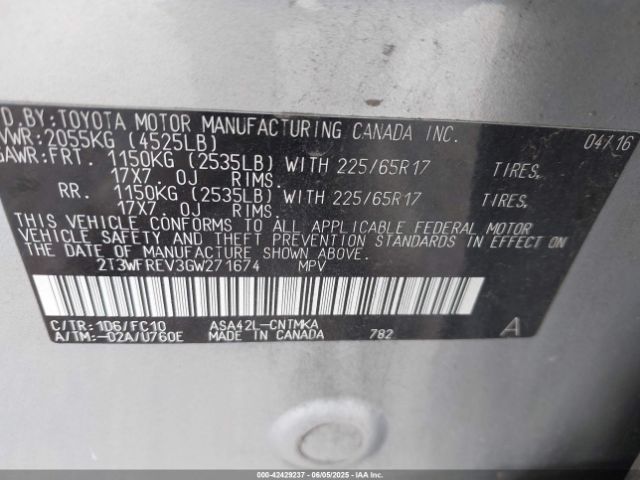 D. BY: TOYOTA MOTOR MANUFACTURING CANADA INC.
VWR: 2055KG (4525LB) 04/16
GAWR: FRT. 1150KG (2535LB) WITH 225/65R17 TIRES,
17X7 0J RIMS.
RR. 1150KG (2535LB) WITH 225/65R17 TIRES,
17X7 0J RIMS.
THIS VEHICLE CONFORMS TO ALL APPLICABLE FEDERAL MOTOR
VEHICLE SAFETY AND THEFT PREVENTION STANDARDS IN EFFECT
ON THE DATE OF MANUFACTURE SHOWN ABOVE.
2T3WFREV3GW271674 MPV
C/TR: 1D6/FC10 ASA42L-CNTMKA A
A/TM: -02A/U760E MADE IN CANADA 782
000-42429237 - 06/05/2025 - IAAI.COM